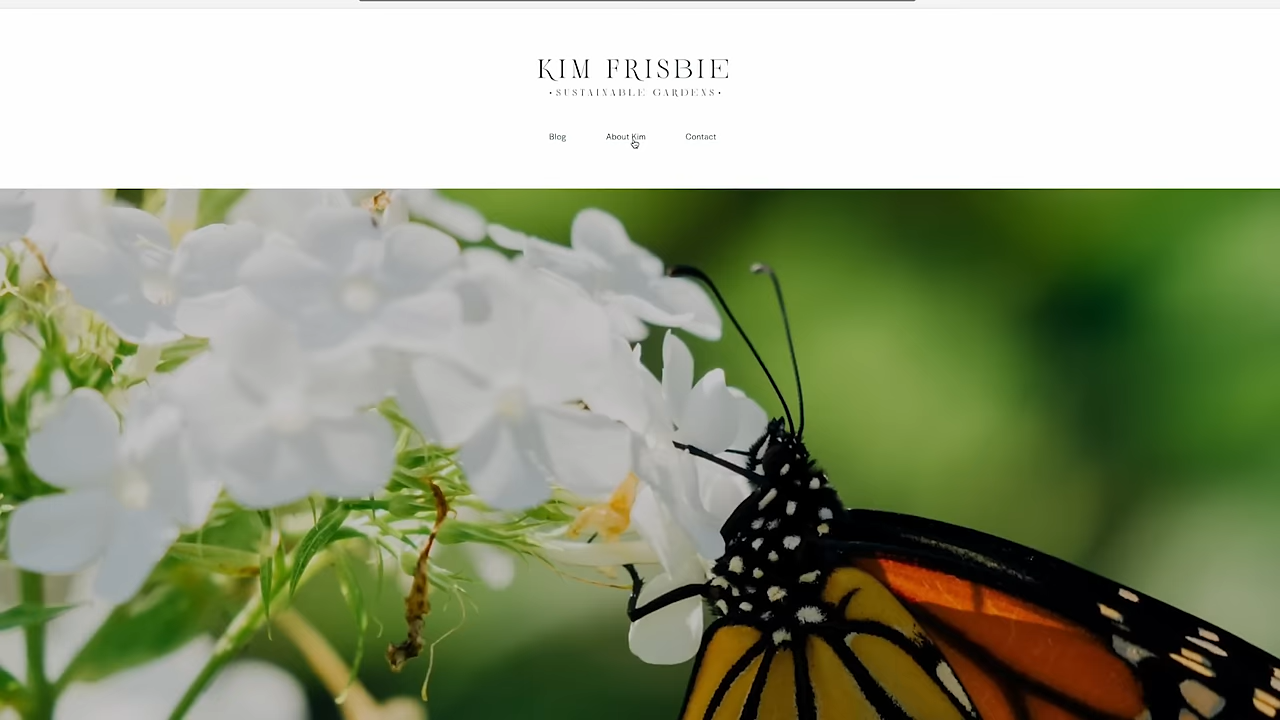 KIM FRISBIE
•SUSTAINABLE GARDENS•
Blog
About Kim
Contact